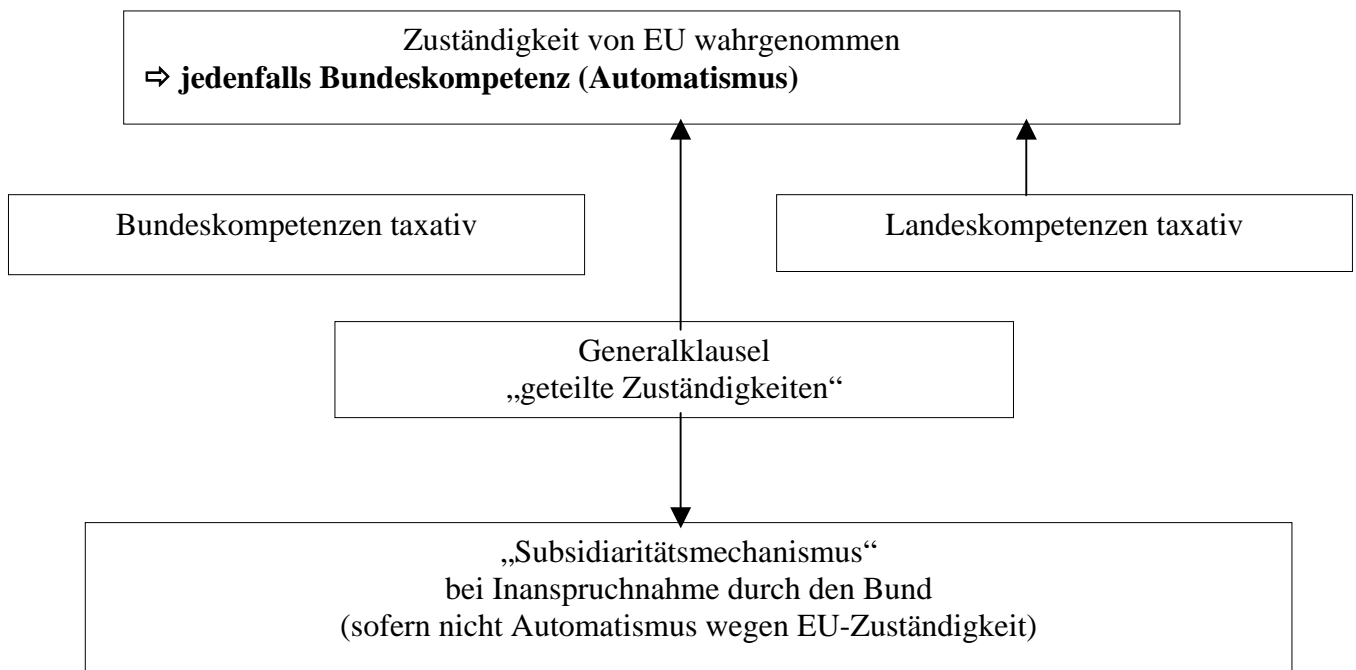 Zuständigkeit von EU wahrgenommen
⇨ jedenfalls Bundeskompetenz (Automatismus)
Bundeskompetenzen taxativ
Landeskompetenzen taxativ
Generalklausel
„geteilte Zuständigkeiten“
„Subsidiaritätsmechanismus“
bei Inanspruchnahme durch den Bund
(sofern nicht Automatismus wegen EU-Zuständigkeit)